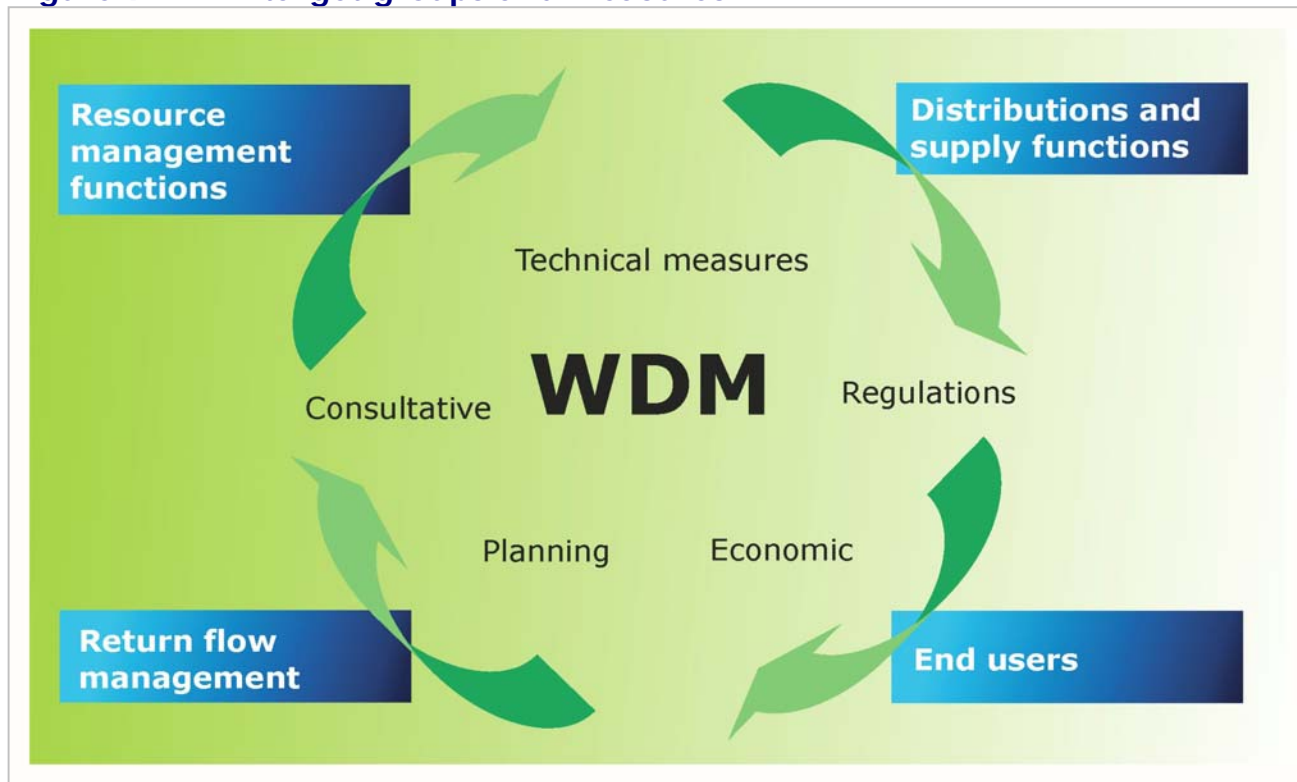 Resource
management
functions
Distributions and
supply functions
Technical measures
WDM
Consultative
Regulations
Planning
Economic
Return flow
management
End users